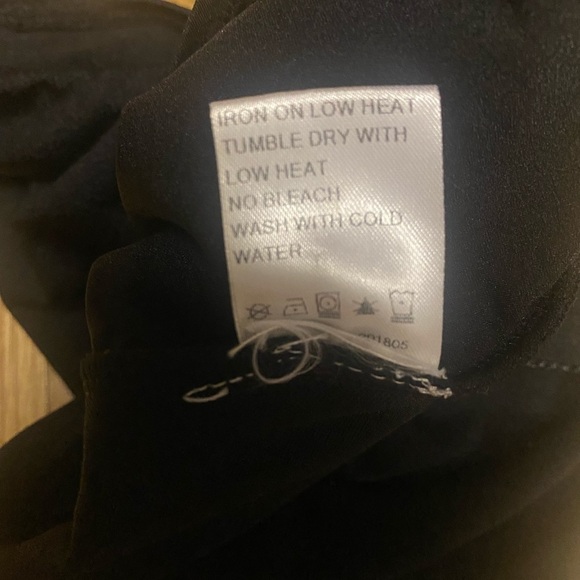 IRON ON LOW HEAT
TUMBLE DRY WITH
LOW HEAT
NO BLEACH
WASH WITH COLD
WATER